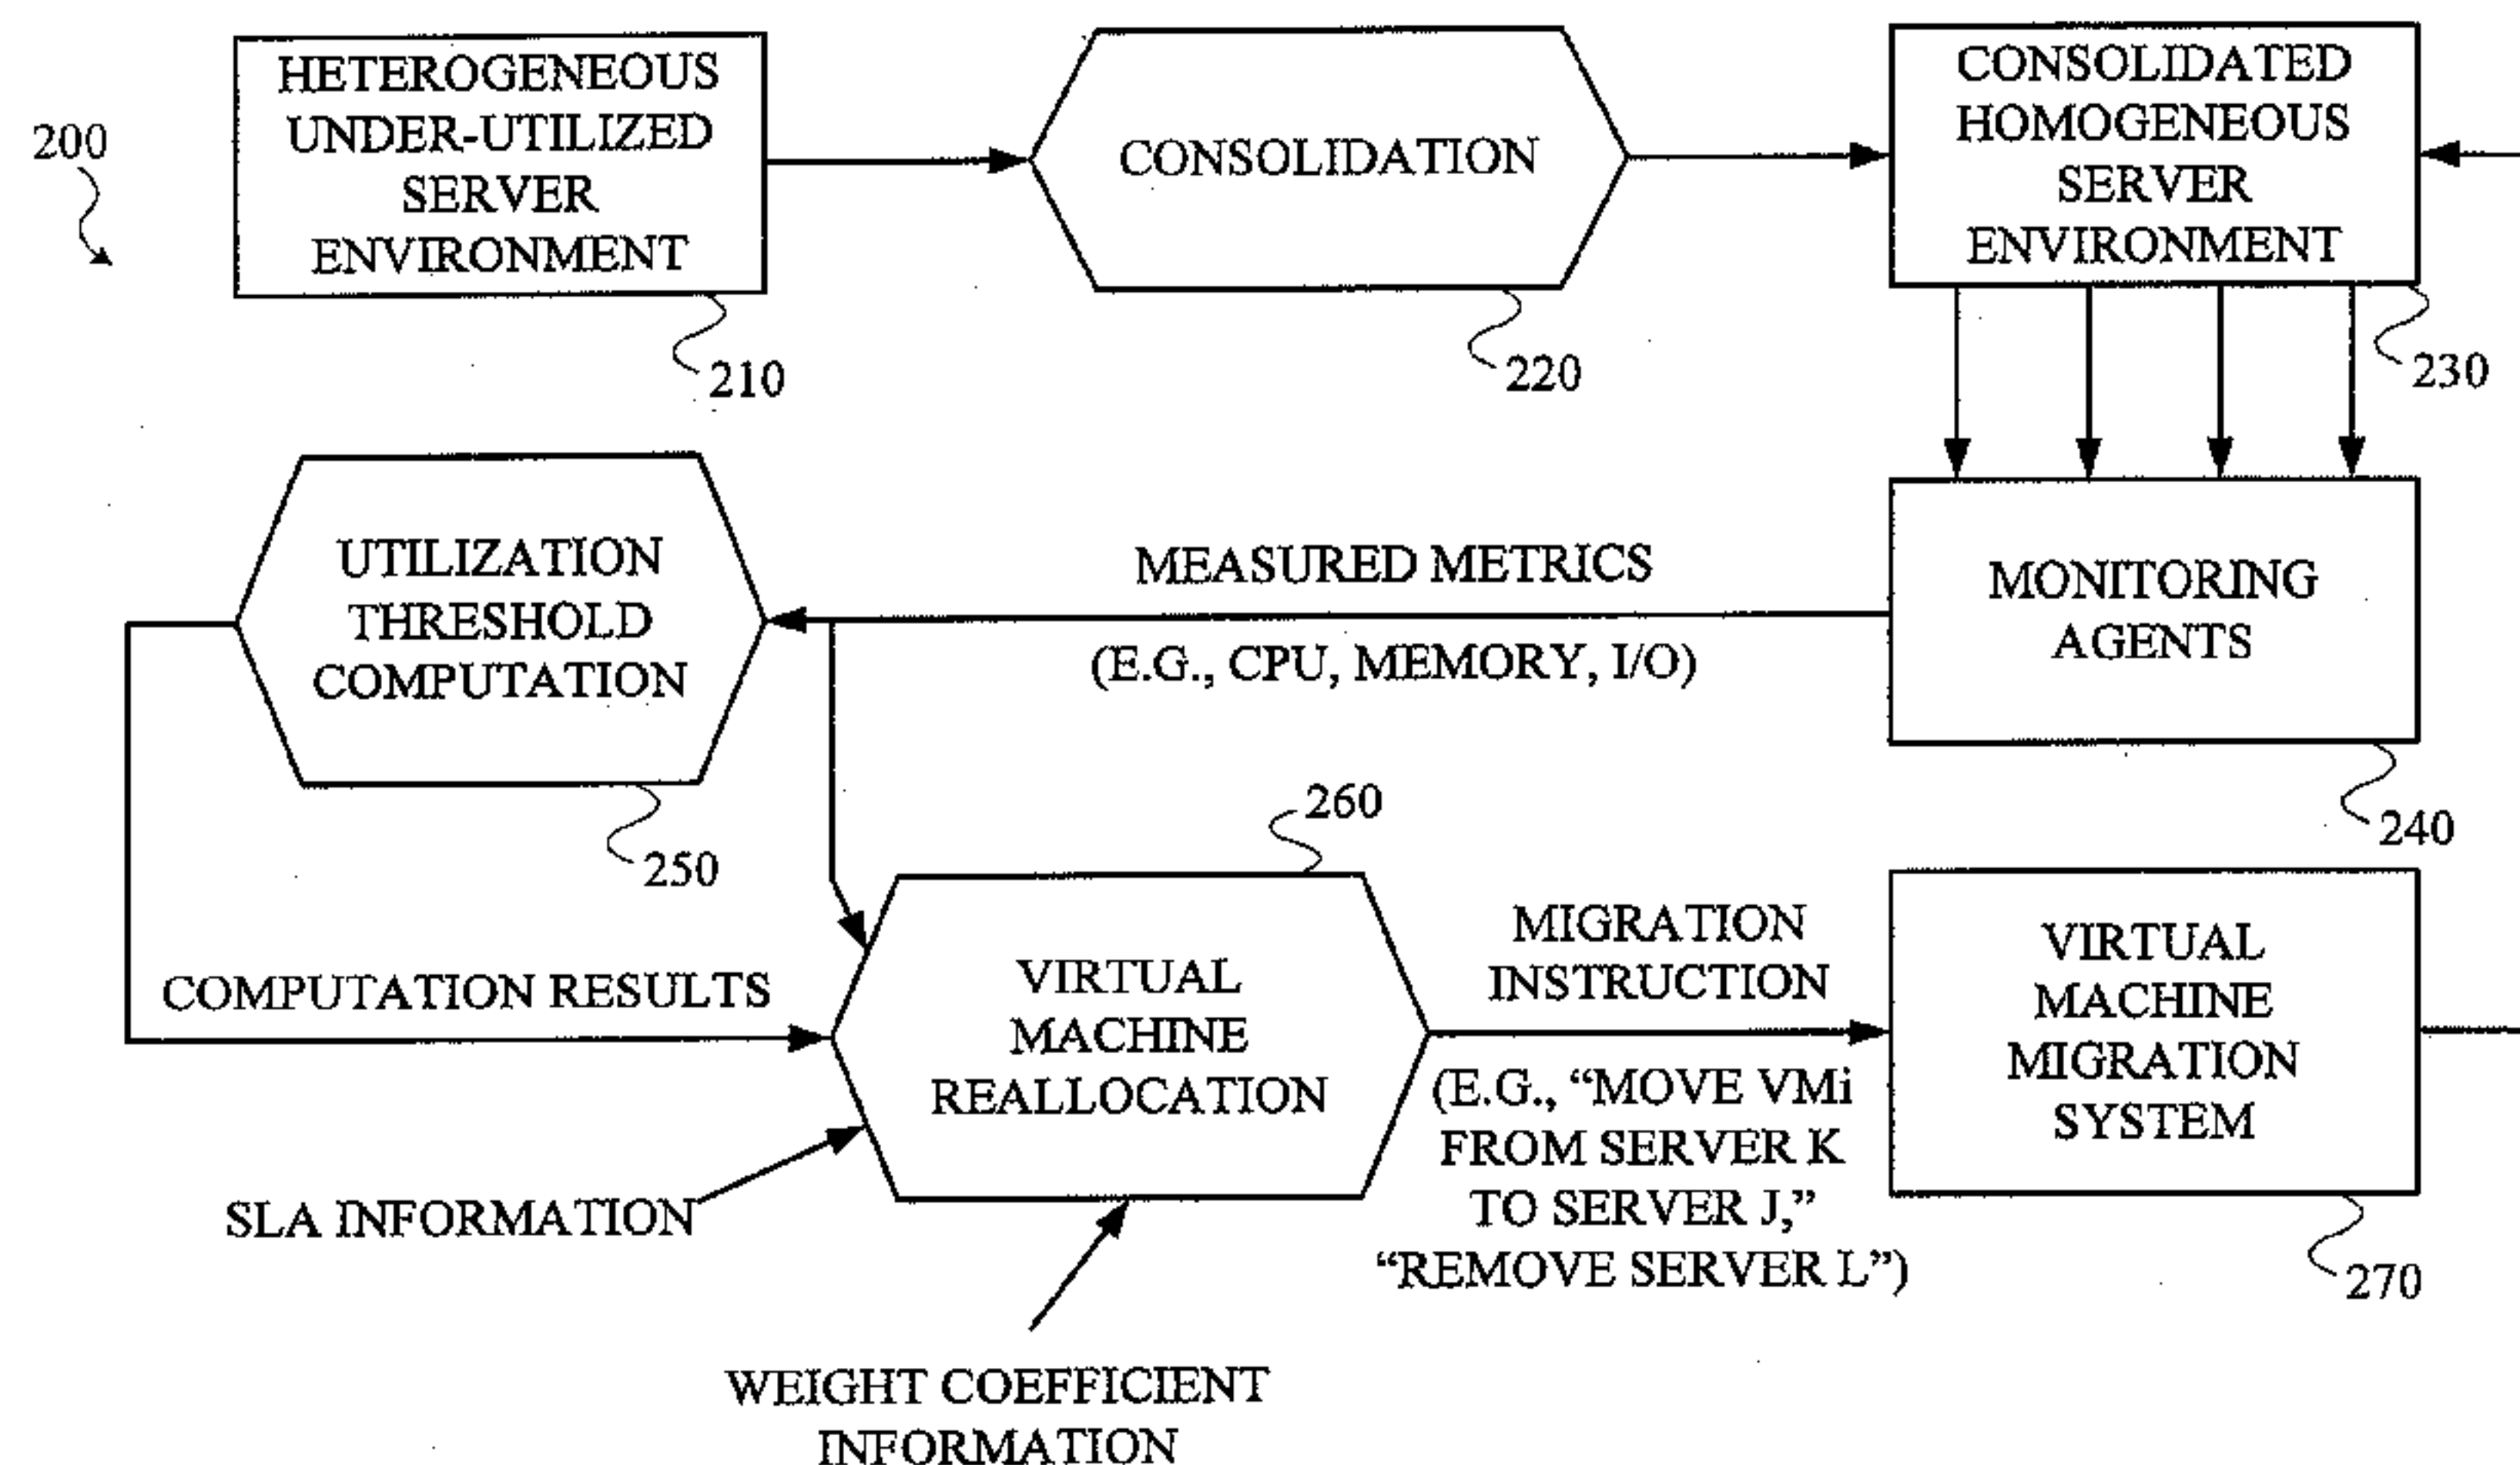 200
HETEROGENEOUS
UNDER-UTILIZED
SERVER
ENVIRONMENT
210
CONSOLIDATION
220
CONSOLIDATED
HOMOGENEOUS
SERVER
ENVIRONMENT
230
UTILIZATION
THRESHOLD
COMPUTATION
250
MEASURED METRICS
(E.G., CPU, MEMORY, I/O)
MONITORING
AGENTS
240
COMPUTATION RESULTS
SLA INFORMATION
WEIGHT COEFFICIENT
INFORMATION
260
VIRTUAL
MACHINE
REALLOCATION
MIGRATION
INSTRUCTION
(E.G., “MOVE VMi
FROM SERVER K
TO SERVER J,”
“REMOVE SERVER L”)
VIRTUAL
MACHINE
MIGRATION
SYSTEM
270